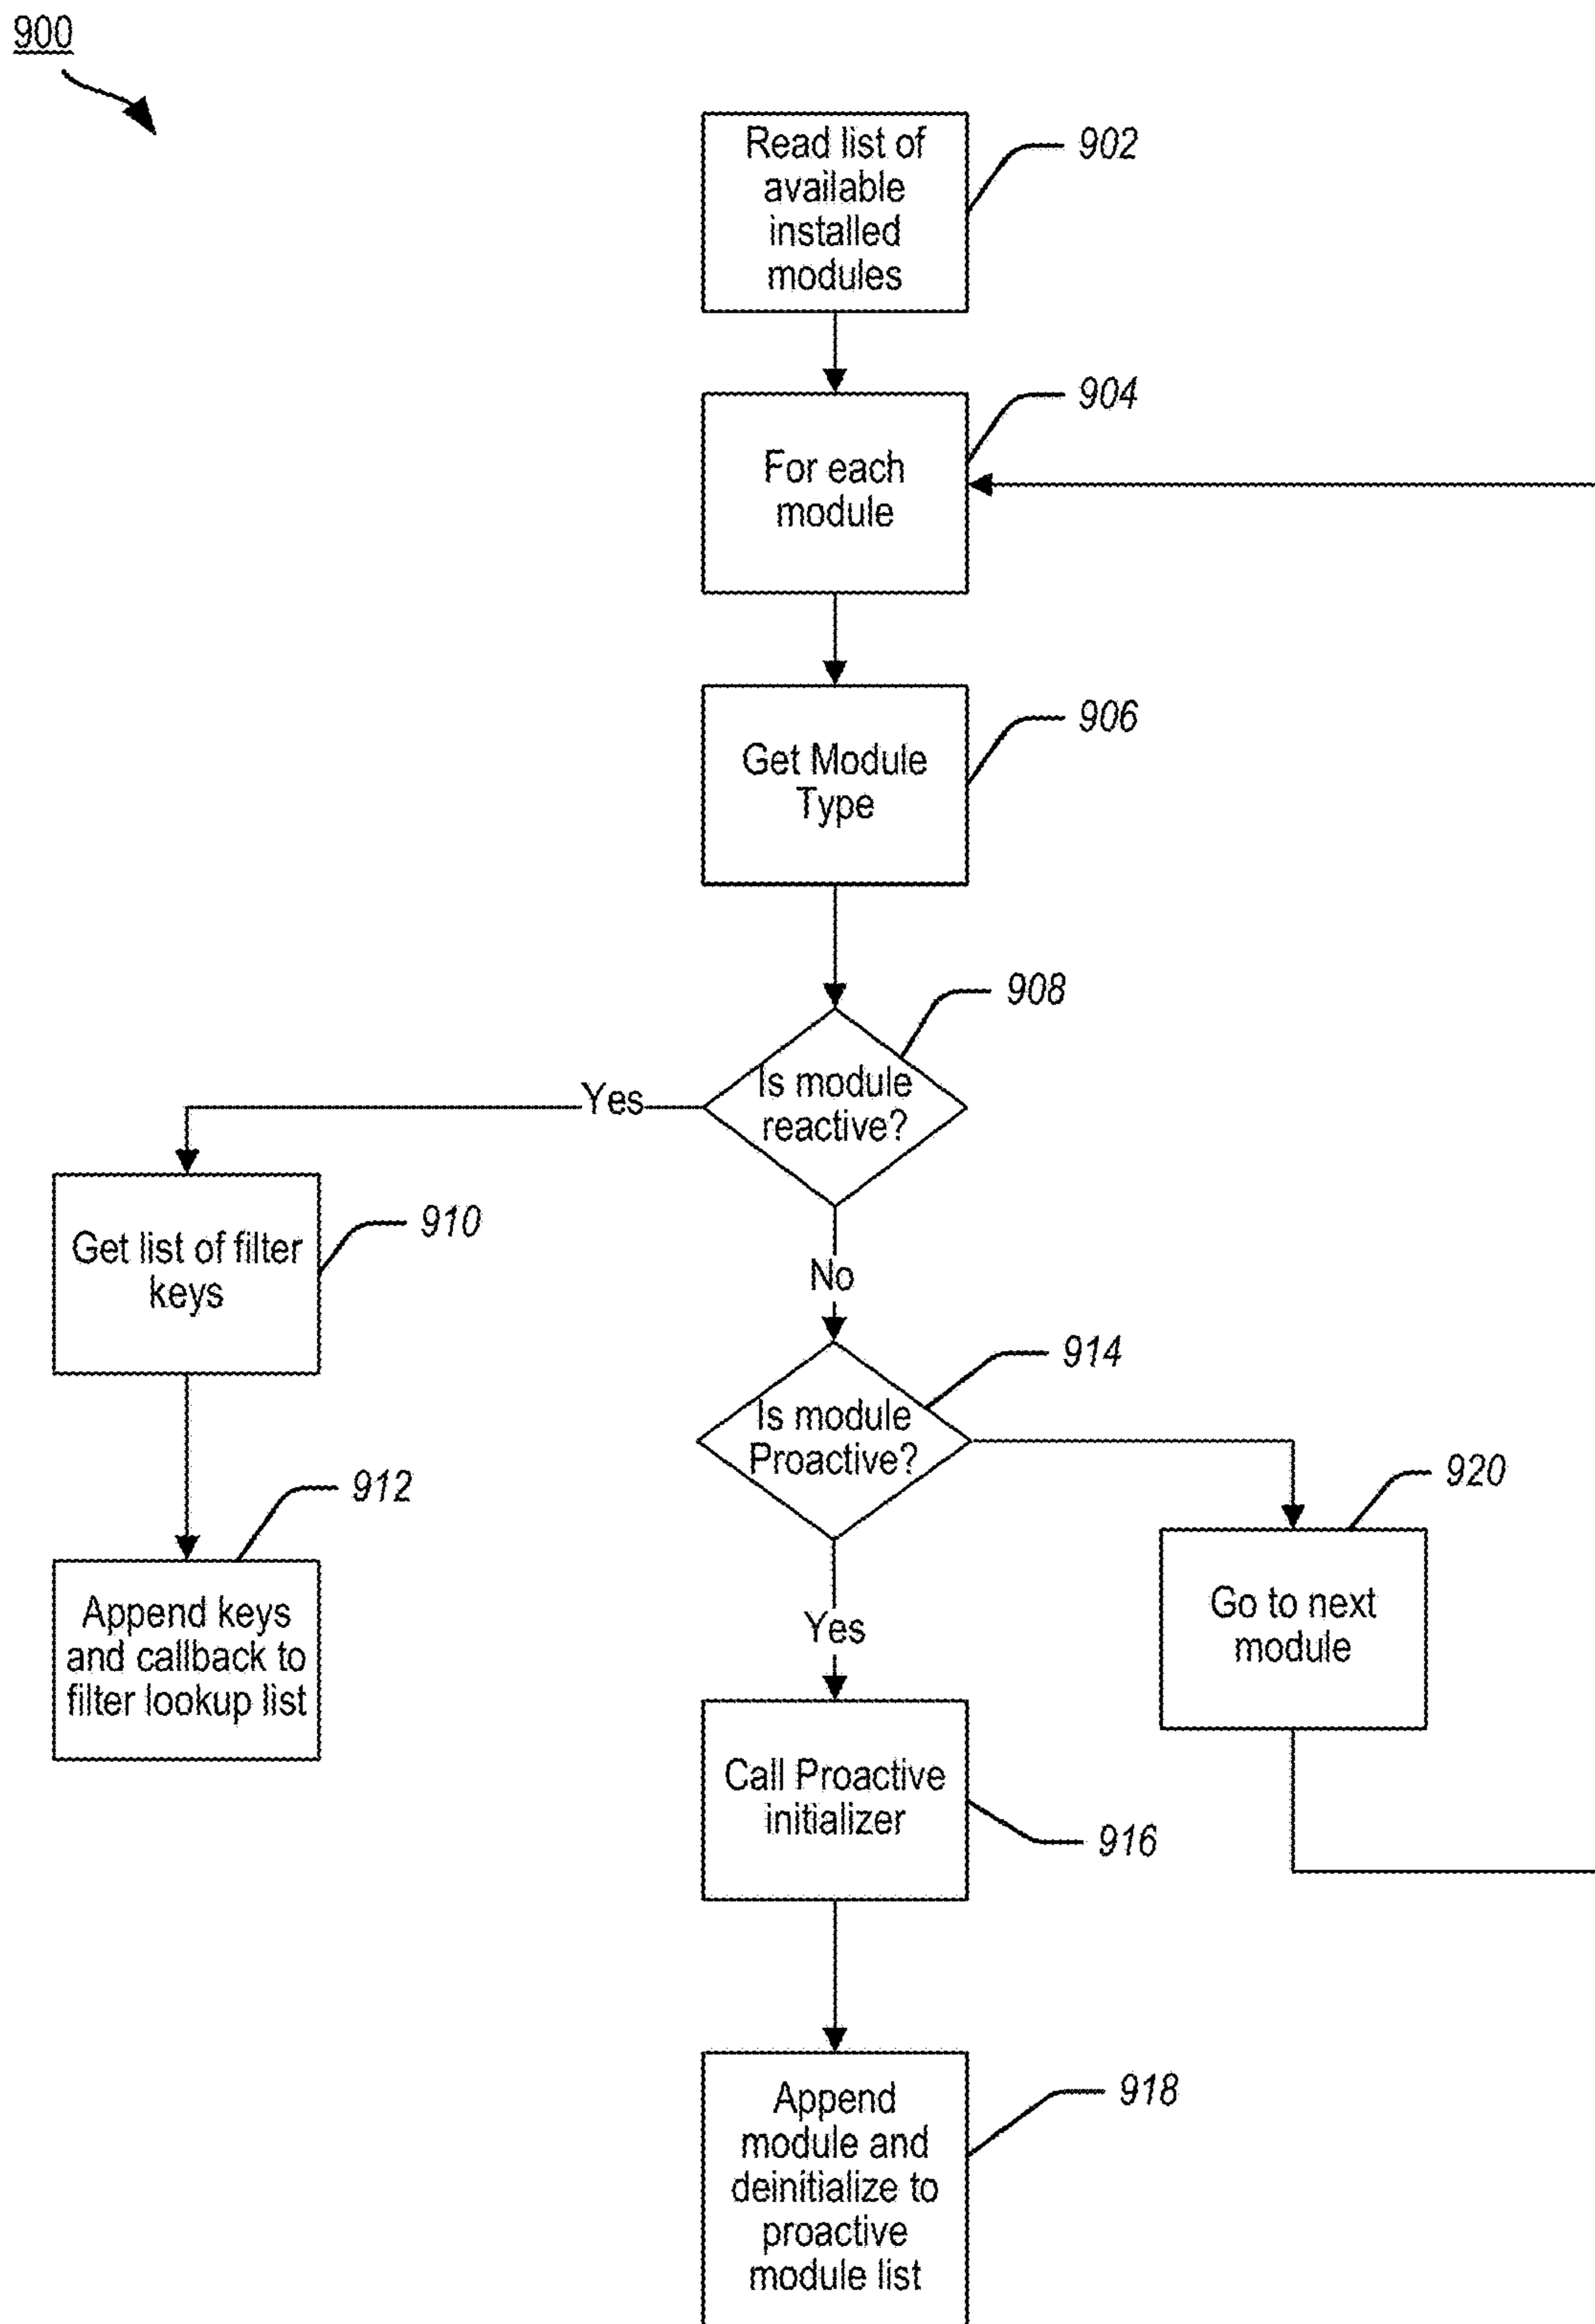 900
Read list of
available
installed
modules
902
For each
module
904
Get Module
Type
906
Is module
reactive?
908
Yes
No
Get list of filter
keys
910
Is module
Proactive?
914
Append keys
and callback to
filter lookup list
912
Yes
Go to next
module
920
Call Proactive
initializer
916
Append
module and
deinitialize to
proactive
module list
918